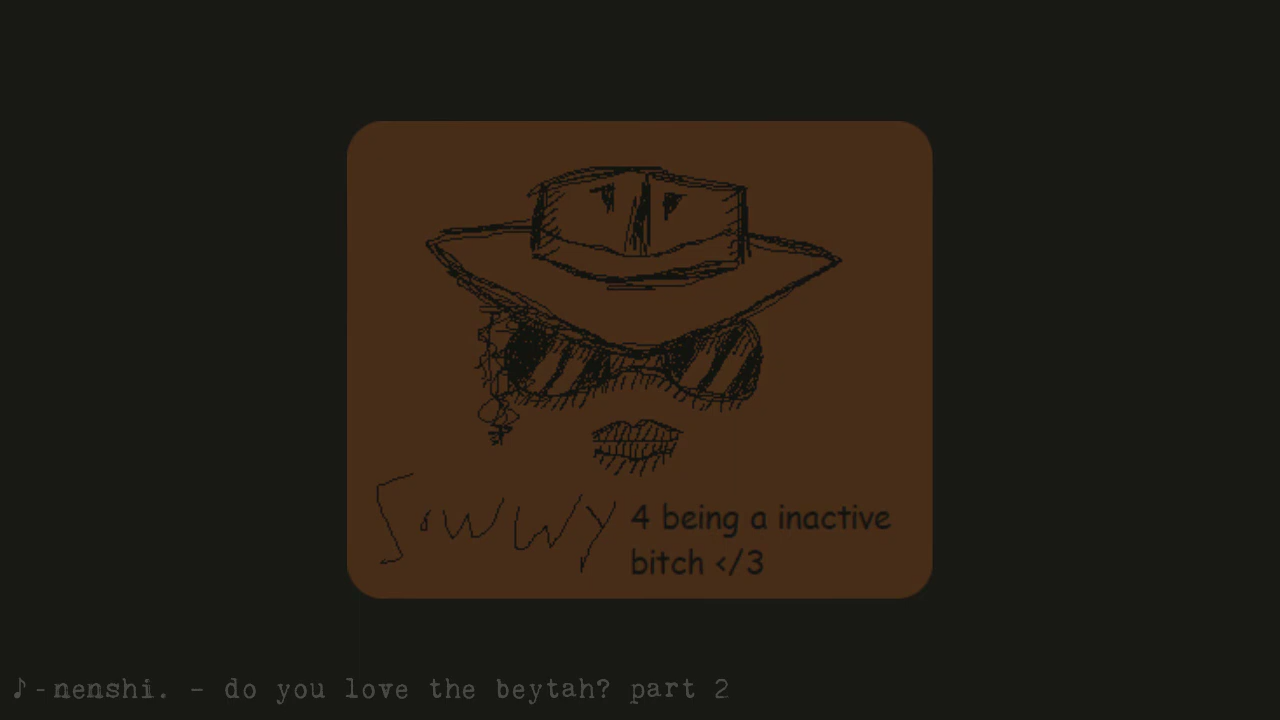 Sowwy 4 being a inactive
bitch </3
♪-nenshi. - do you love the beytah? part 2